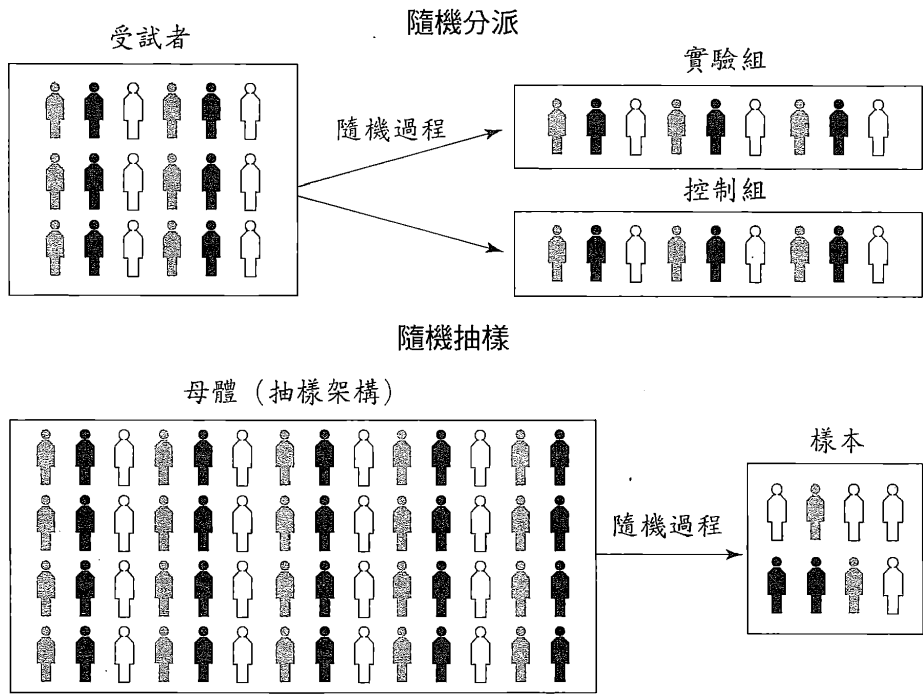 隨機分派
受試者
實驗組
隨機過程
控制組
隨機抽樣
母體（抽樣架構）
樣本
隨機過程